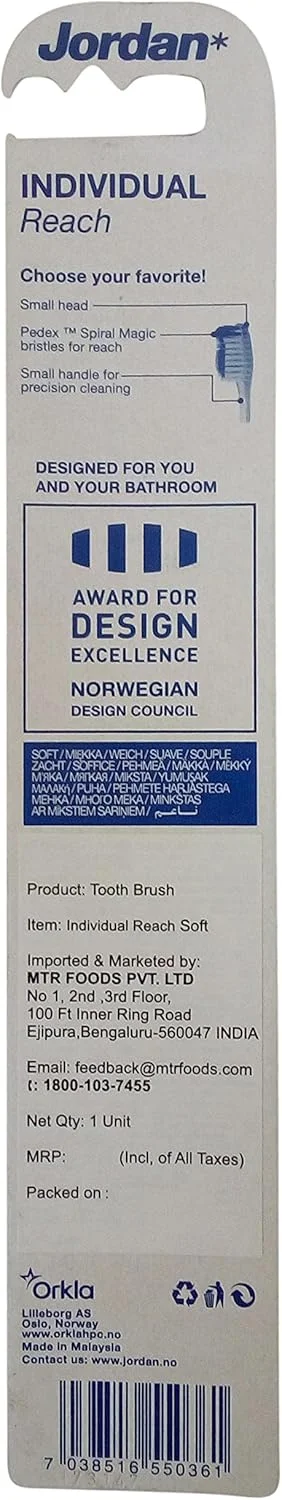 Jordan*
INDIVIDUAL
Reach
Choose your favorite!
Small head
Pedex ™ Spiral Magic
bristles for reach
Small handle for
precision cleaning
DESIGNED FOR YOU
AND YOUR BATHROOM
AWARD FOR
DESIGN
EXCELLENCE
NORWEGIAN
DESIGN COUNCIL
SOFT / MIEKKA / WEICH / SUAVE / SOUPLE
ZACHT / SOFFICE / PEHMEÄ / MAKKA / MĘKKY
М'ЯКА / МЯГКАЯ / MIKSTA / YUMUŞAK
ΜΑΛΑΚή / PUHA / PEHMETE HARJASTEGA
МЕКА / МНОГО МЕКА / MINKŠTAS
AR MĪKSTIEM SARIŅIEM / ناعم
Product: Tooth Brush
Item: Individual Reach Soft
Imported & Marketed by:
MTR FOODS PVT. LTD
No 1, 2nd ,3rd Floor,
100 Ft Inner Ring Road
Ejipura,Bengaluru-560047 INDIA
Email: feedback@mtrfoods.com
: 1800-103-7455
Net Qty: 1 Unit
MRP: (Incl, of All Taxes)
Packed on :
Orkla
Lilleborg AS
Oslo, Norway
www.orklahpc.no
Made in Malaysia
Contact us: www.jordan.no
7 038516 550361